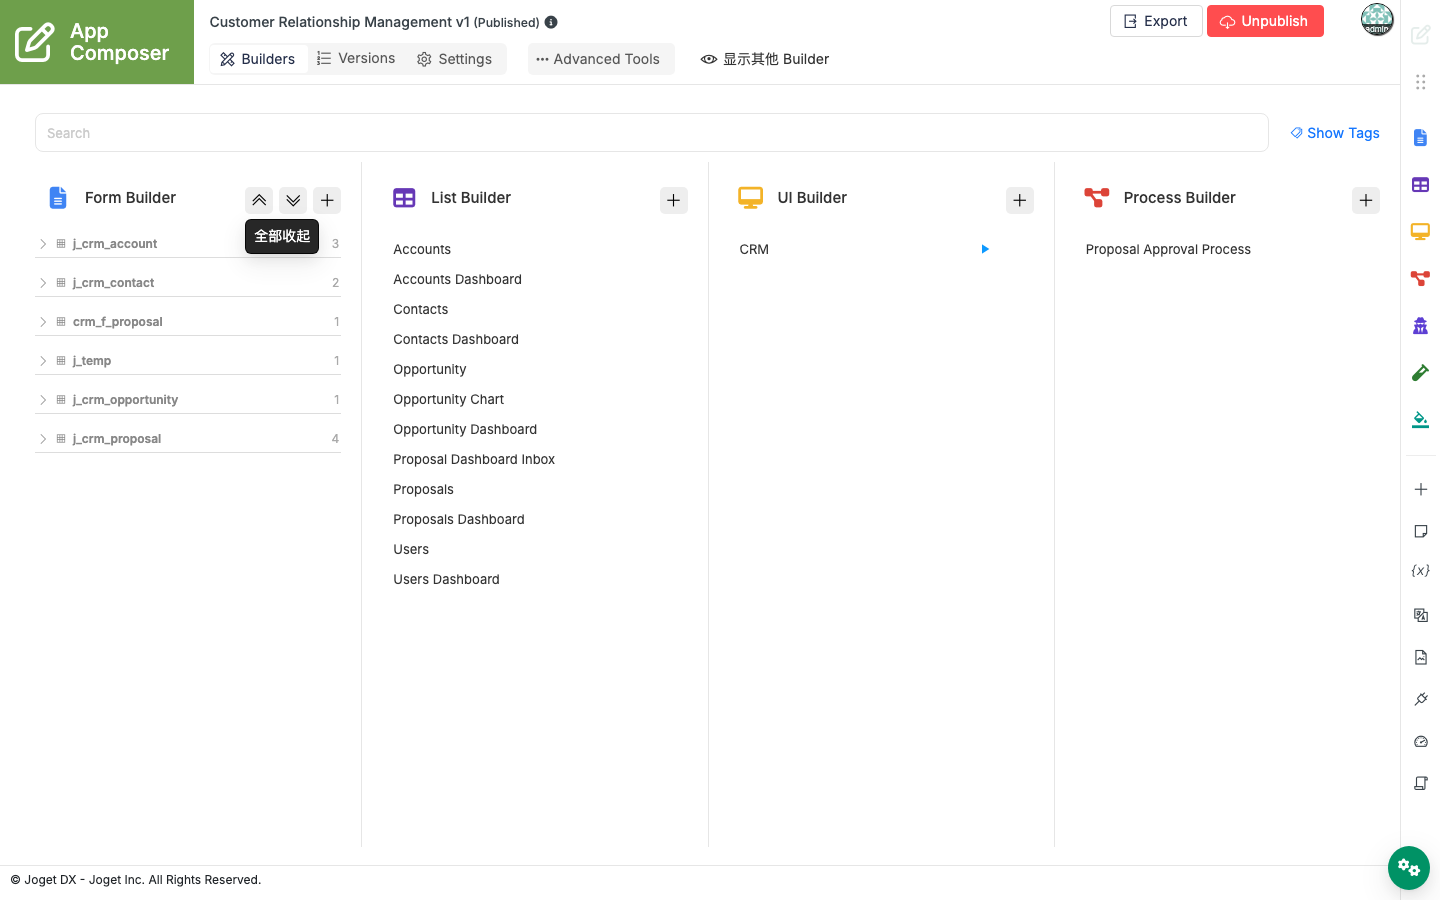 App
Composer
Customer Relationship Management v1 (Published)
Export
Unpublish
admin
Builders
Versions
Settings
Advanced Tools
显示其他 Builder
Search
Show Tags
Form Builder
全部收起
j_crm_account 3
j_crm_contact 2
crm_f_proposal 1
j_temp 1
j_crm_opportunity 1
j_crm_proposal 4
List Builder
Accounts
Accounts Dashboard
Contacts
Contacts Dashboard
Opportunity
Opportunity Chart
Opportunity Dashboard
Proposal Dashboard Inbox
Proposals
Proposals Dashboard
Users
Users Dashboard
UI Builder
CRM
Process Builder
Proposal Approval Process
{x}
© Joget DX - Joget Inc. All Rights Reserved.